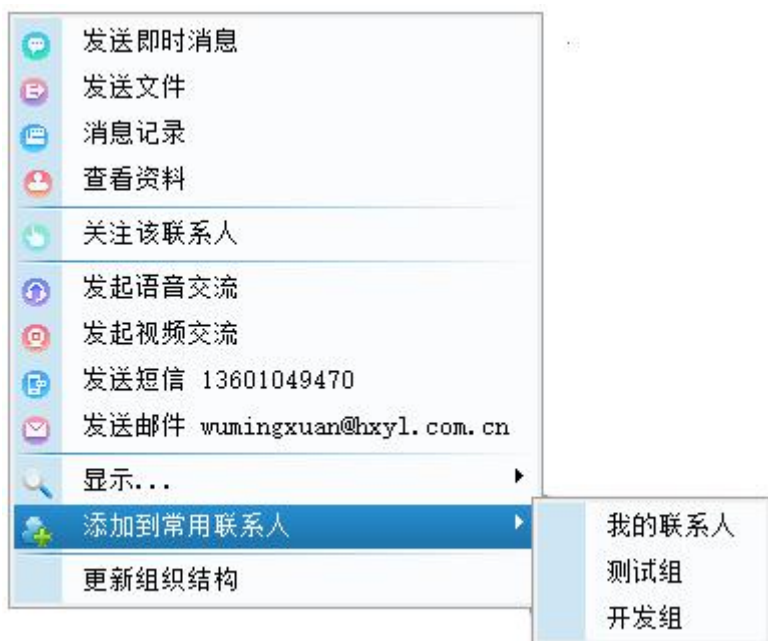 发送即时消息
发送文件
消息记录
查看资料
关注该联系人
发起语音交流
发起视频交流
发送短信 13601049470
发送邮件 wumingxuan@hxyl.com.cn
显示...
添加到常用联系人
更新组织结构
我的联系人
测试组
开发组